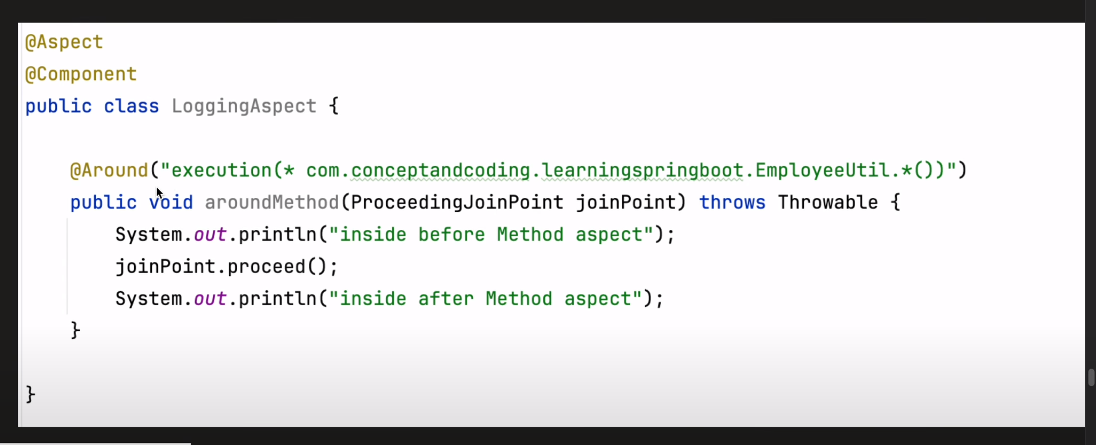 @Aspect
@Component
public class LoggingAspect {
@Around("execution(* com.conceptandcoding.learningspringboot.EmployeeUtil.*())")
public void aroundMethod(ProceedingJoinPoint joinPoint) throws Throwable {
System.out.println("inside before Method aspect");
joinPoint.proceed();
System.out.println("inside after Method aspect");
}
}